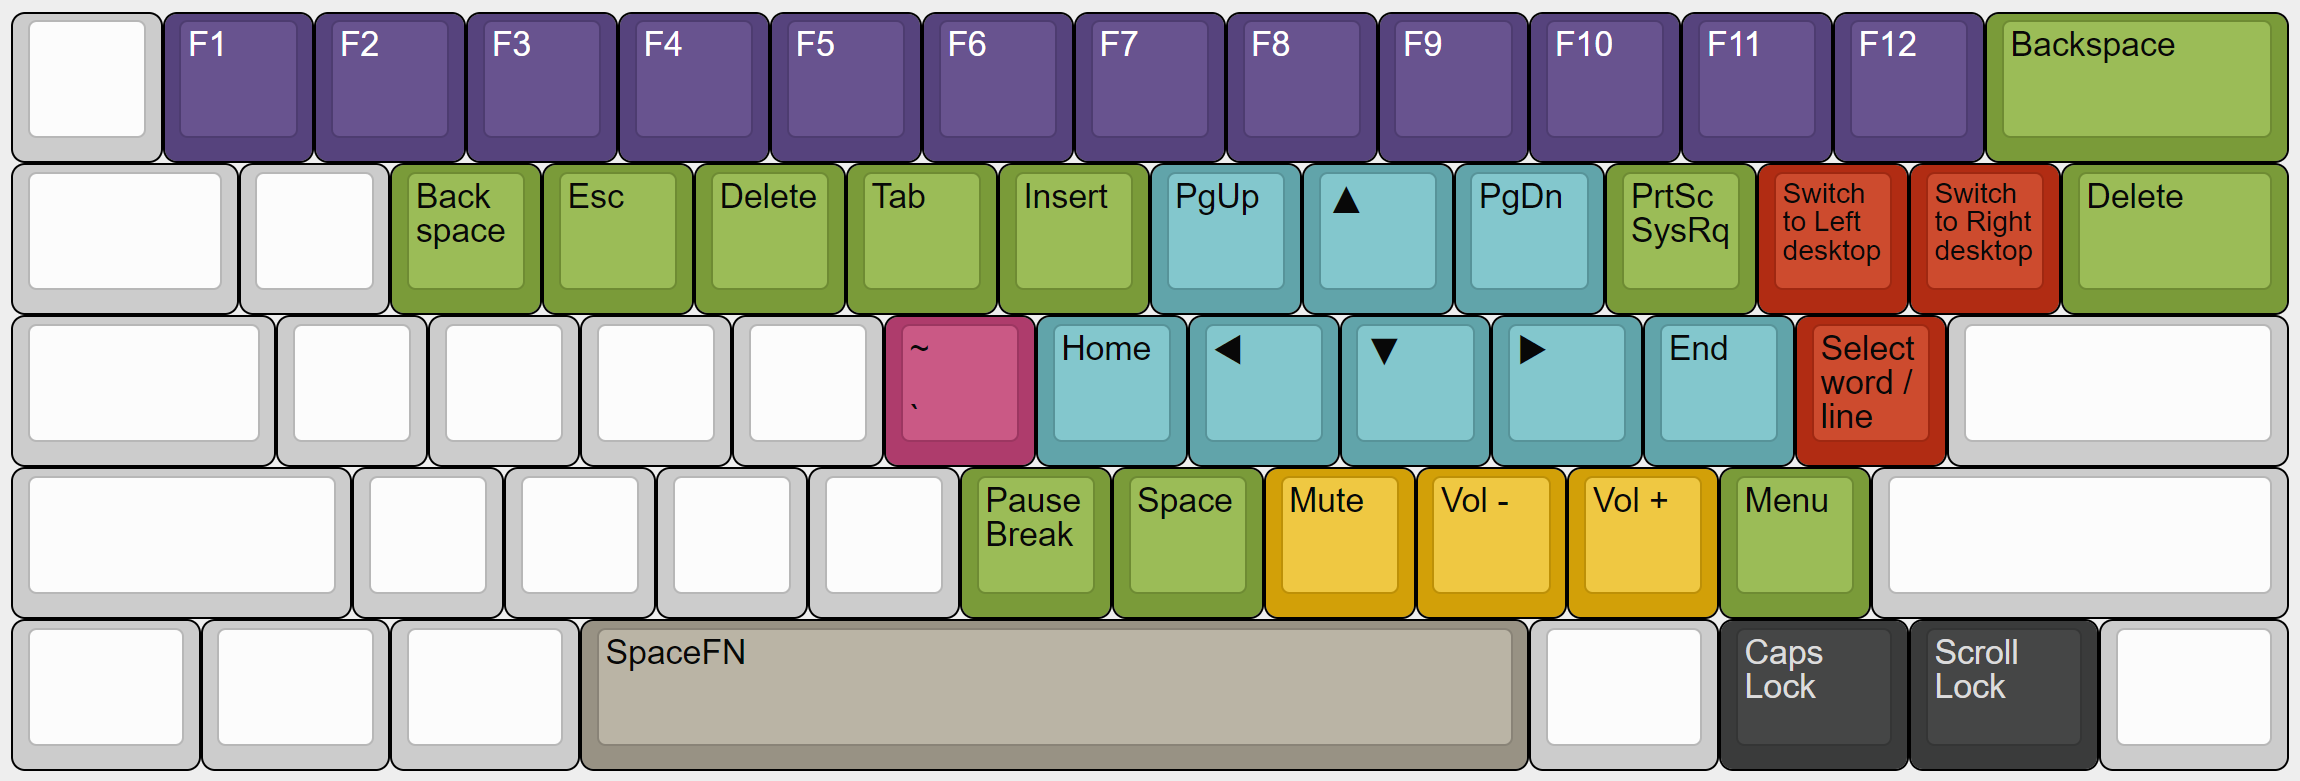 F1
F2
F3
F4
F5
F6
F7
F8
F9
F10
F11
F12
Backspace
Back
space
Esc
Delete
Tab
Insert
PgUp
▲
PgDn
PrtSc
SysRq
Switch
to Left
desktop
Switch
to Right
desktop
Delete
~
`
Home
◀
▼
▶
End
Select
word /
line
Pause
Break
Space
Mute
Vol -
Vol +
Menu
SpaceFN
Caps
Lock
Scroll
Lock